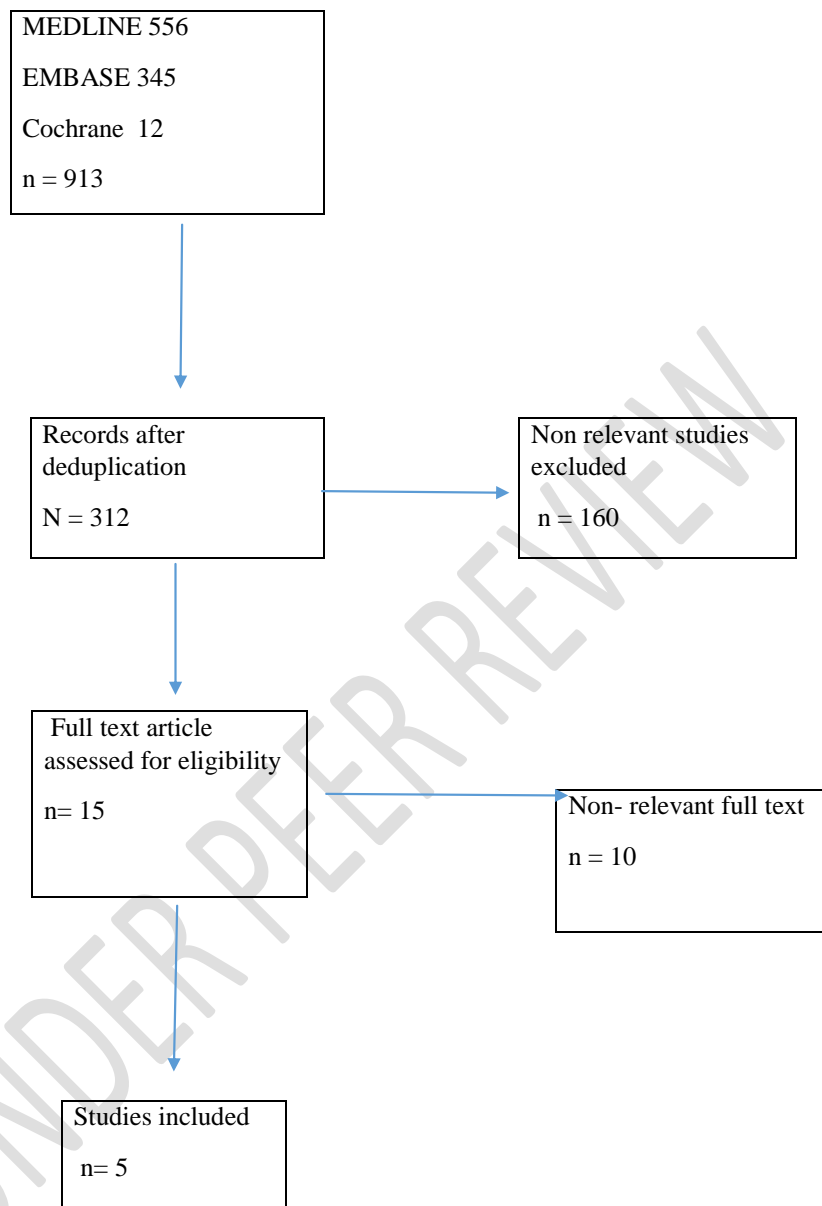 MEDLINE 556
EMBASE 345
Cochrane  12
n = 913
Records after
deduplication
N = 312
Non relevant studies
excluded
n = 160
Full text article
assessed for eligibility
n= 15
Non- relevant full text
n = 10
Studies included
n= 5
NDER PEER REVIEW